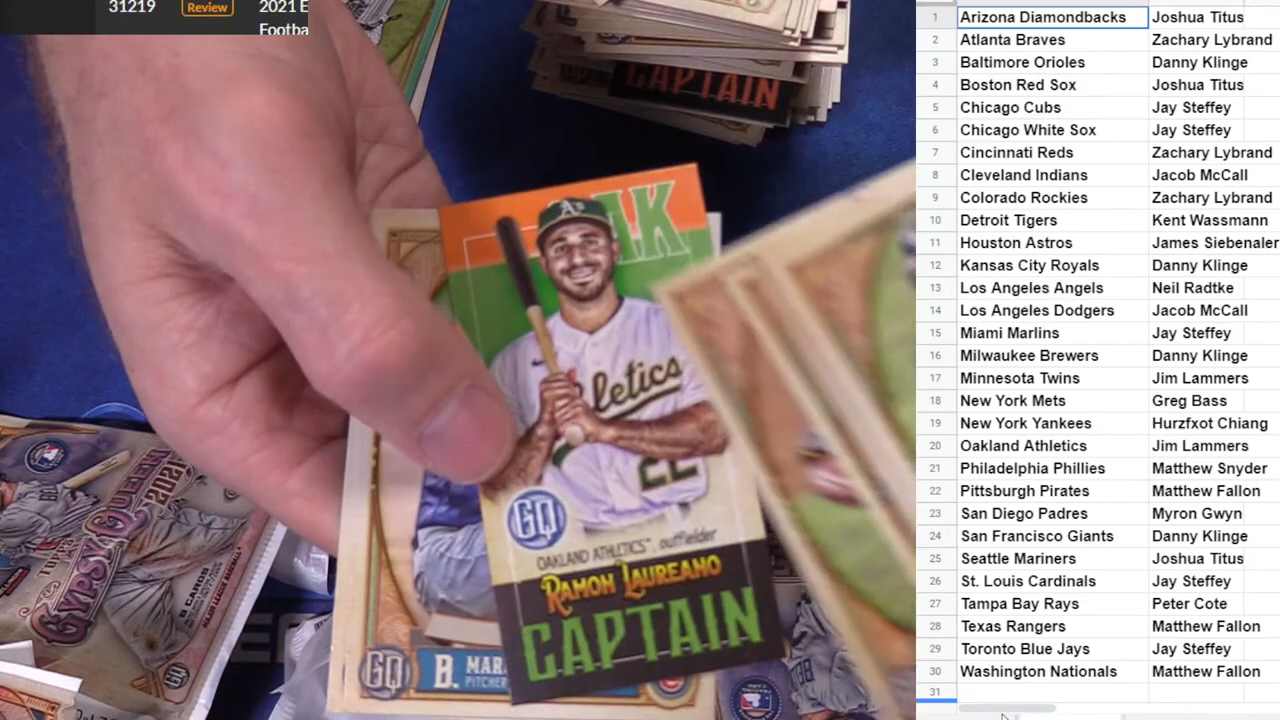 31219
Review
2021 E
Footba
CAPTAIN
OAK
A's
Athletics
22
GQ
OAKLAND ATHLETICS™ . outfielder
RAMON LAUREANO
CAPTAIN
GQ
B. MAR
PITCHER
TOPPS
GYPSY QUEEN
2021
8 CARDS
GQ
1 Arizona Diamondbacks Joshua Titus
2 Atlanta Braves Zachary Lybrand
3 Baltimore Orioles Danny Klinge
4 Boston Red Sox Joshua Titus
5 Chicago Cubs Jay Steffey
6 Chicago White Sox Jay Steffey
7 Cincinnati Reds Zachary Lybrand
8 Cleveland Indians Jacob McCall
9 Colorado Rockies Zachary Lybrand
10 Detroit Tigers Kent Wassmann
11 Houston Astros James Siebenaler
12 Kansas City Royals Danny Klinge
13 Los Angeles Angels Neil Radtke
14 Los Angeles Dodgers Jacob McCall
15 Miami Marlins Jay Steffey
16 Milwaukee Brewers Danny Klinge
17 Minnesota Twins Jim Lammers
18 New York Mets Greg Bass
19 New York Yankees Hurzfxot Chiang
20 Oakland Athletics Jim Lammers
21 Philadelphia Phillies Matthew Snyder
22 Pittsburgh Pirates Matthew Fallon
23 San Diego Padres Myron Gwyn
24 San Francisco Giants Danny Klinge
25 Seattle Mariners Joshua Titus
26 St. Louis Cardinals Jay Steffey
27 Tampa Bay Rays Peter Cote
28 Texas Rangers Matthew Fallon
29 Toronto Blue Jays Jay Steffey
30 Washington Nationals Matthew Fallon
31